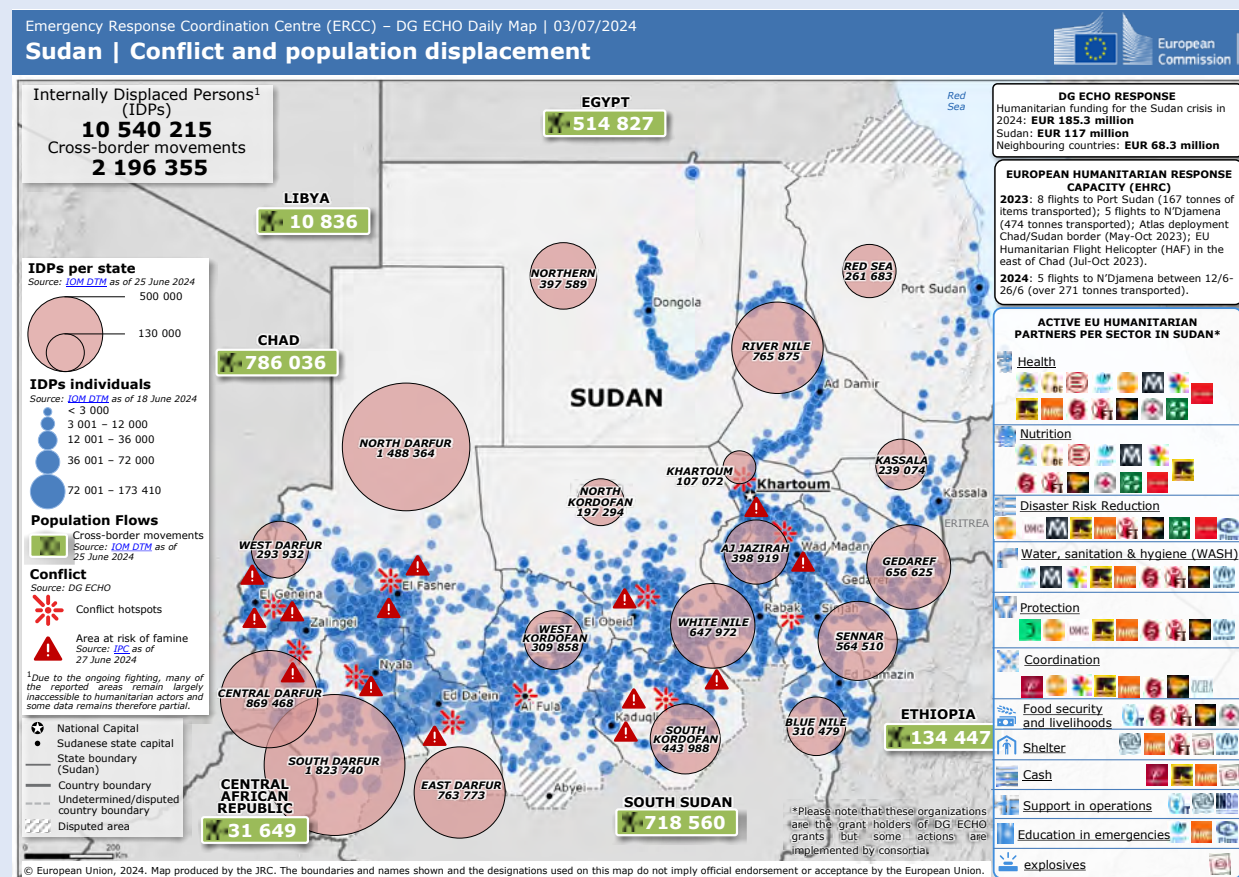 Emergency Response Coordination Centre (ERCC) – DG ECHO Daily Map | 03/07/2024
Sudan | Conflict and population displacement
European
Commission
Internally Displaced Persons1
(IDPs)
10 540 215
Cross-border movements
2 196 355
EGYPT
514 827
Red
Sea
LIBYA
10 836
CHAD
786 036
SUDAN
NORTHERN
397 589
RED SEA
261 683
Port Sudan
Dongola
RIVER NILE
765 875
Ad Damir
NORTH DARFUR
1 488 364
KHARTOUM
107 072
Khartoum
KASSALA
239 074
Kassala
ERITREA
NORTH
KORDOFAN
197 294
WEST DARFUR
293 932
AJ JAZIRAH
398 919
Wad Madani
GEDAREF
656 625
Gedaref
El Fasher
El Geneina
Zalingei
El Obeid
WHITE NILE
647 972
Rabak
Sinjah
SENNAR
564 510
WEST
KORDOFAN
309 858
Nyala
Ed Damazin
CENTRAL DARFUR
869 468
Ed Da'ein
Al Fula
Kaduqli
SOUTH
KORDOFAN
443 988
BLUE NILE
310 479
ETHIOPIA
134 447
SOUTH DARFUR
1 823 740
EAST DARFUR
763 773
Abyei
CENTRAL
AFRICAN
REPUBLIC
31 649
SOUTH SUDAN
718 560
*Please note that these organizations
are the grant holders of DG ECHO
grants but some actions are
implemented by consortia.
IDPs per state
Source: IOM DTM as of 25 June 2024
500 000
130 000
IDPs individuals
Source: IOM DTM as of 18 June 2024
< 3 000
3 001 – 12 000
12 001 – 36 000
36 001 – 72 000
72 001 – 173 410
Population Flows
Cross-border movements
Source: IOM DTM as of
25 June 2024
Conflict
Source: DG ECHO
Conflict hotspots
Area at risk of famine
Source: IPC as of
27 June 2024
1Due to the ongoing fighting, many of
the reported areas remain largely
inaccessible to humanitarian actors and
some data remains therefore partial.
National Capital
Sudanese state capital
State boundary
(Sudan)
Country boundary
Undetermined/disputed
country boundary
Disputed area
0 200
Km
DG ECHO RESPONSE
Humanitarian funding for the Sudan crisis in
2024: EUR 185.3 million
Sudan: EUR 117 million
Neighbouring countries: EUR 68.3 million
EUROPEAN HUMANITARIAN RESPONSE
CAPACITY (EHRC)
2023: 8 flights to Port Sudan (167 tonnes of
items transported); 5 flights to N'Djamena
(474 tonnes transported); Atlas deployment
Chad/Sudan border (May-Oct 2023); EU
Humanitarian Flight Helicopter (HAF) in the
east of Chad (Jul-Oct 2023).
2024: 5 flights to N'Djamena between 12/6-
26/6 (over 271 tonnes transported).
ACTIVE EU HUMANITARIAN
PARTNERS PER SECTOR IN SUDAN*
Health
Nutrition
Disaster Risk Reduction
Water, sanitation & hygiene (WASH)
Protection
Coordination
Food security
and livelihoods
Shelter
Cash
Support in operations
Education in emergencies
explosives
© European Union, 2024. Map produced by the JRC. The boundaries and names shown and the designations used on this map do not imply official endorsement or acceptance by the European Union.